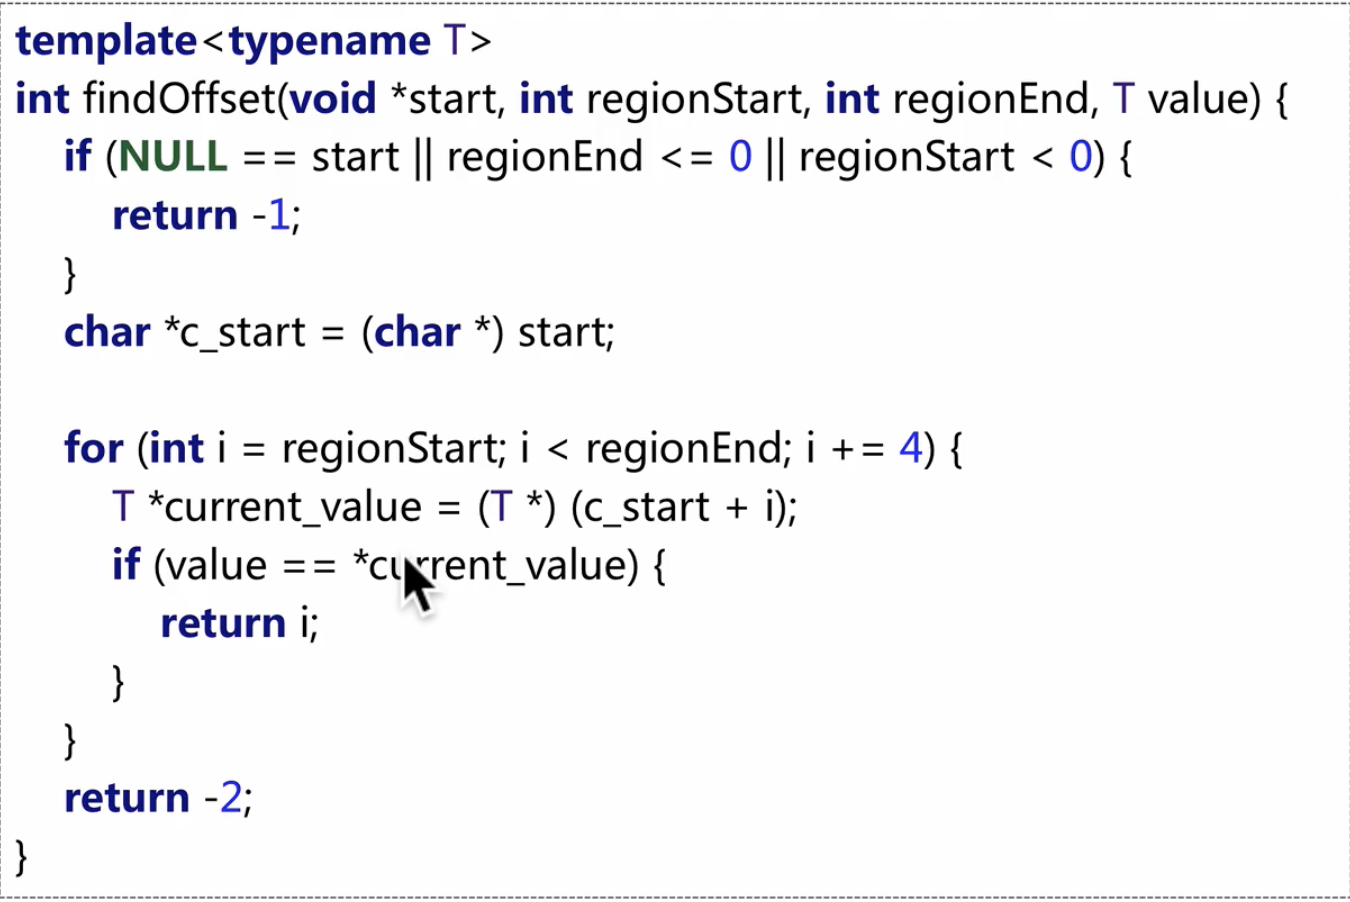 template<typename T>
int findOffset(void *start, int regionStart, int regionEnd, T value) {
if (NULL == start || regionEnd <= 0 || regionStart < 0) {
return -1;
}
char *c_start = (char *) start;
for (int i = regionStart; i < regionEnd; i += 4) {
T *current_value = (T *) (c_start + i);
if (value == *current_value) {
return i;
}
}
return -2;
}